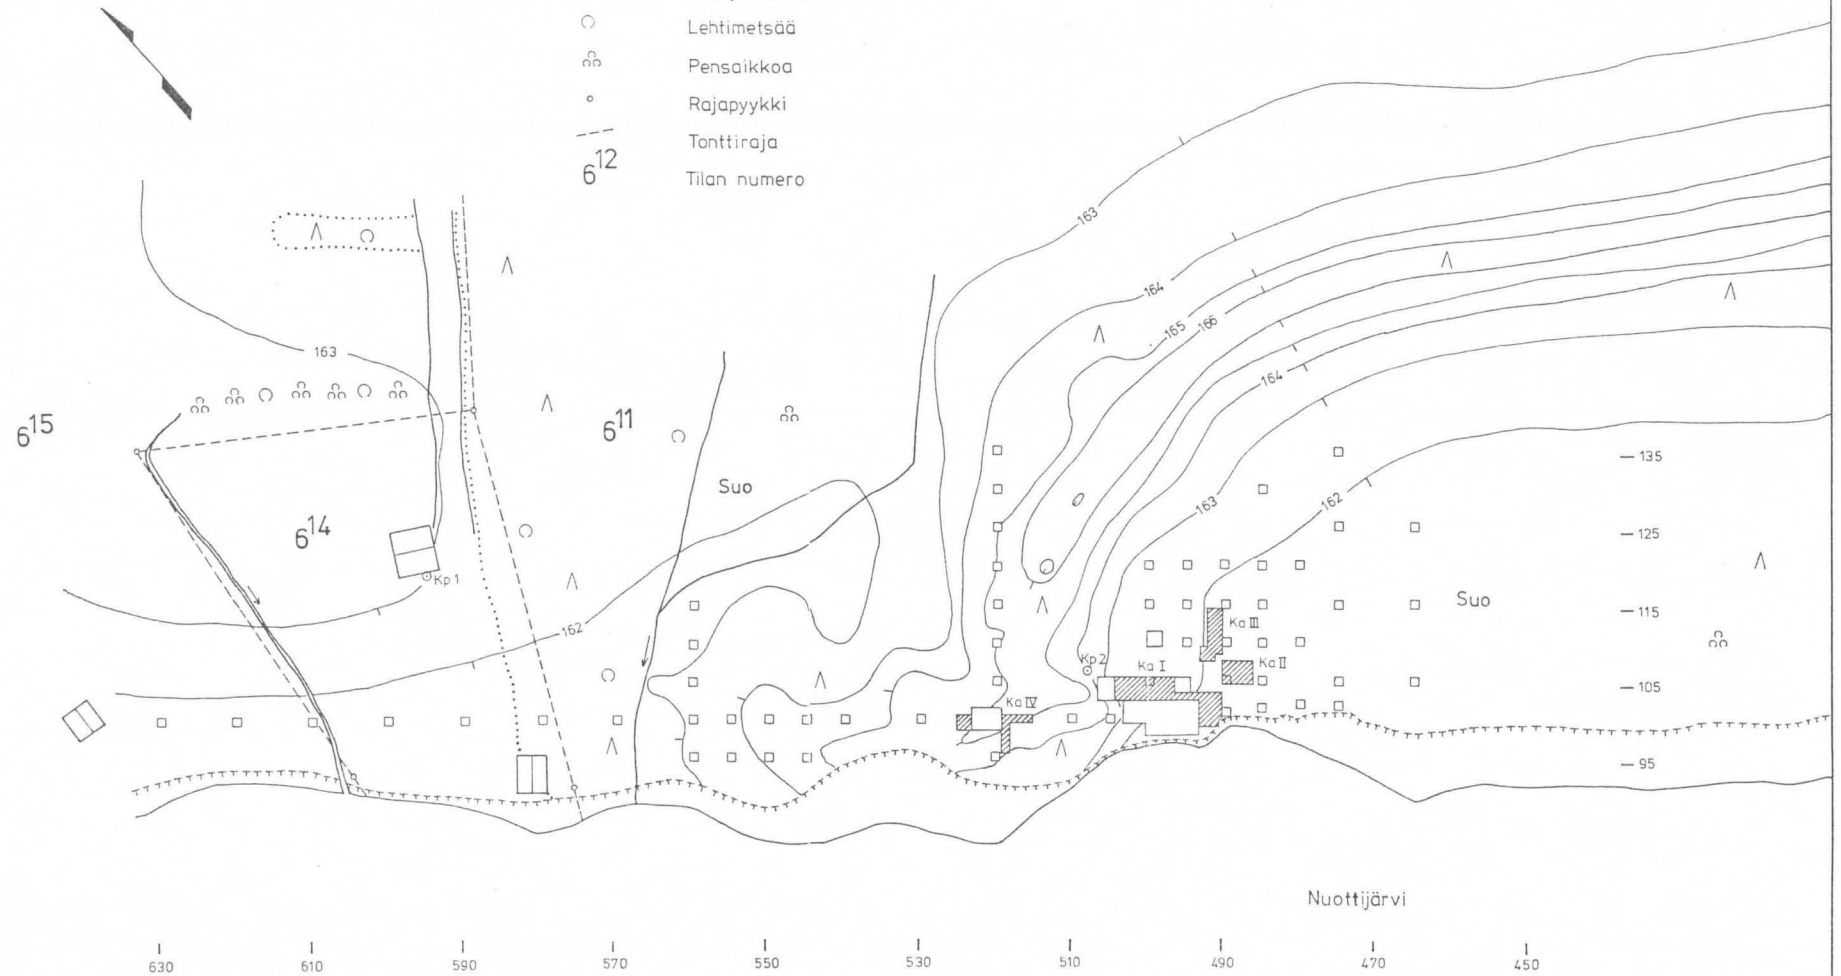 Lehtimetsää
Pensaikkoa
Rajapyykki
Tonttiraja
6¹² Tilan numero
163
164
165
166
163
164
6¹⁵
6¹¹
135
Suo
163
162
6¹⁴
125
Kp 1
Suo
115
162
Ka III
Kp 2
Ka I
Ka II
105
Ka IV
95
Nuottijärvi
630 610 590 570 550 530 510 490 470 450